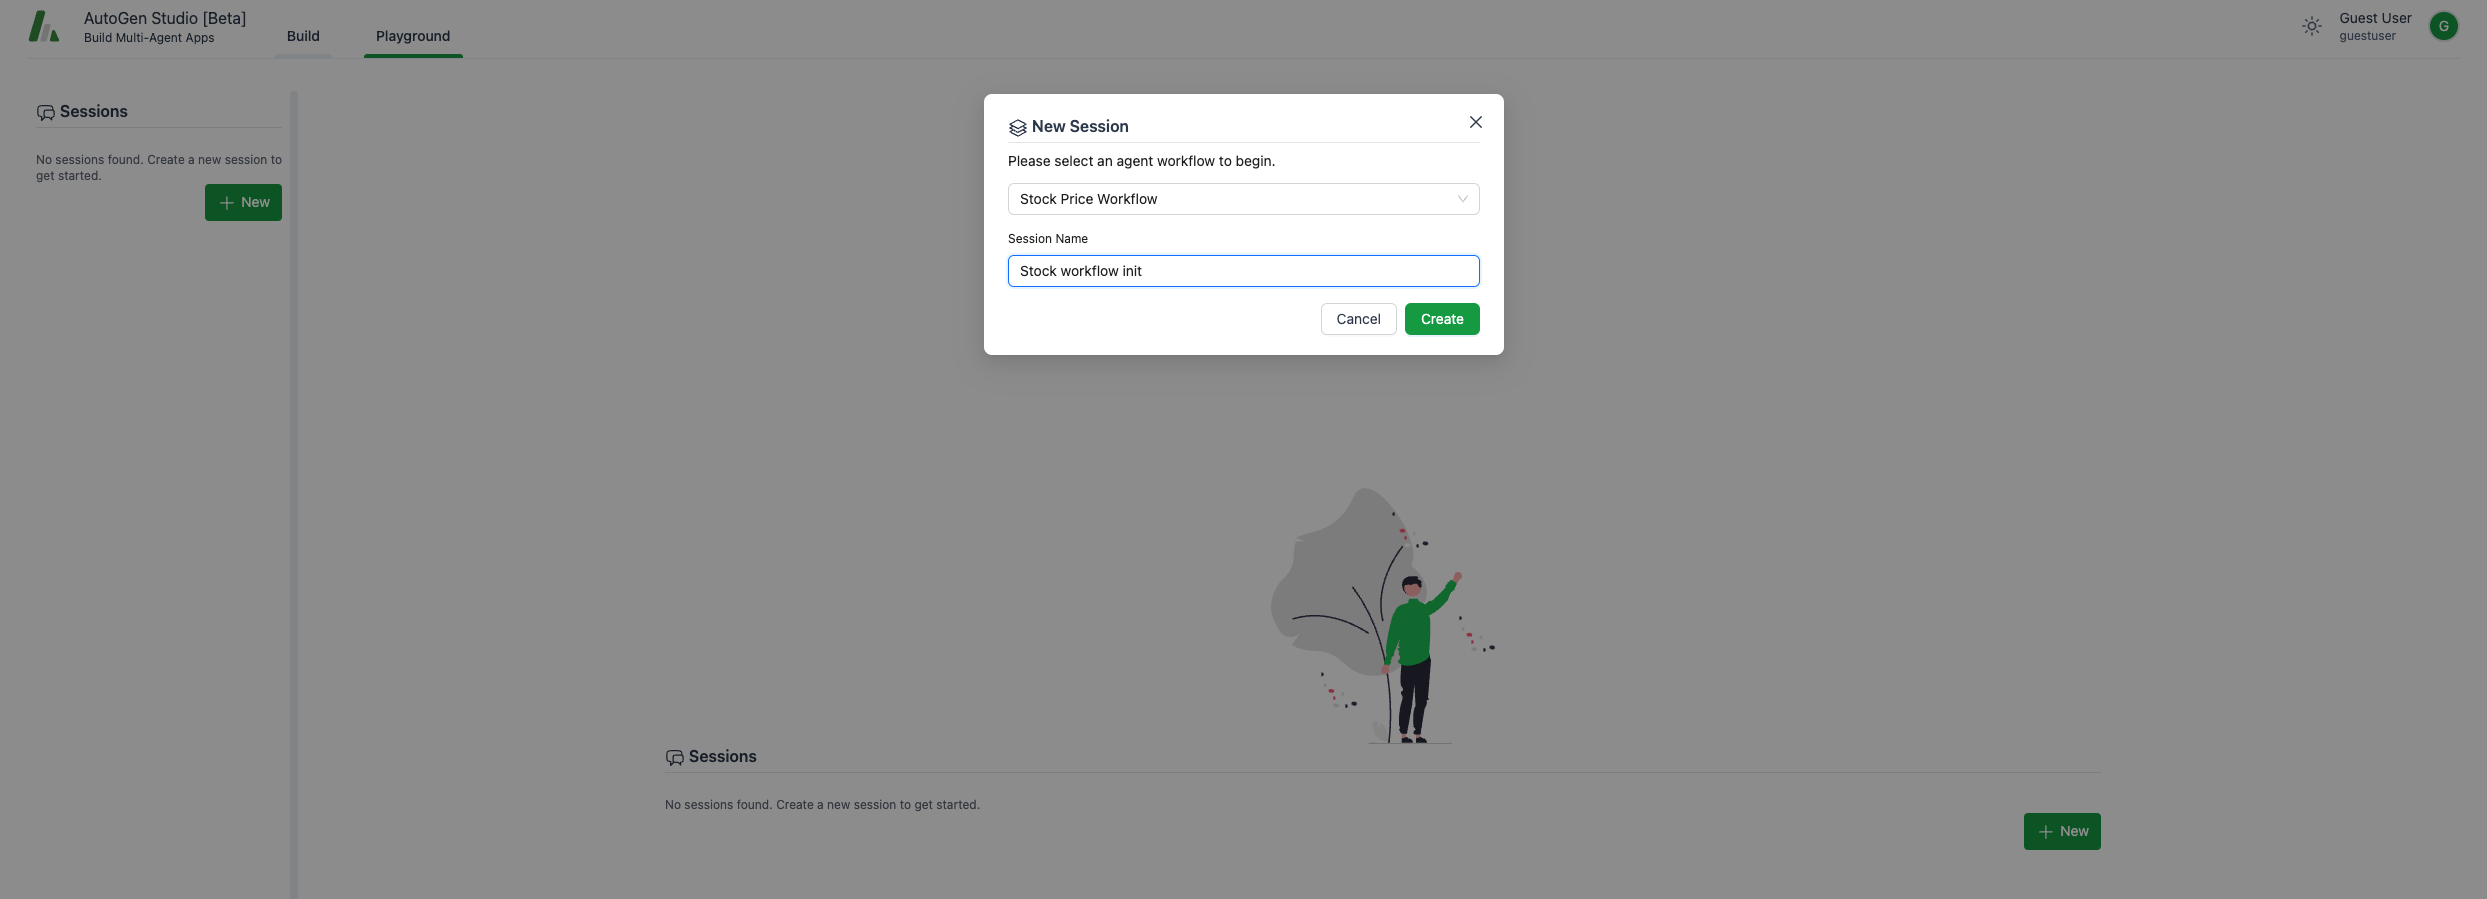 AutoGen Studio [Beta]
Build Multi-Agent Apps
Build
Playground
Guest User
guestuser
G
Sessions
No sessions found. Create a new session to
get started.
New
New Session
Please select an agent workflow to begin.
Stock Price Workflow
Session Name
Stock workflow init
Cancel
Create
Sessions
No sessions found. Create a new session to get started.
New